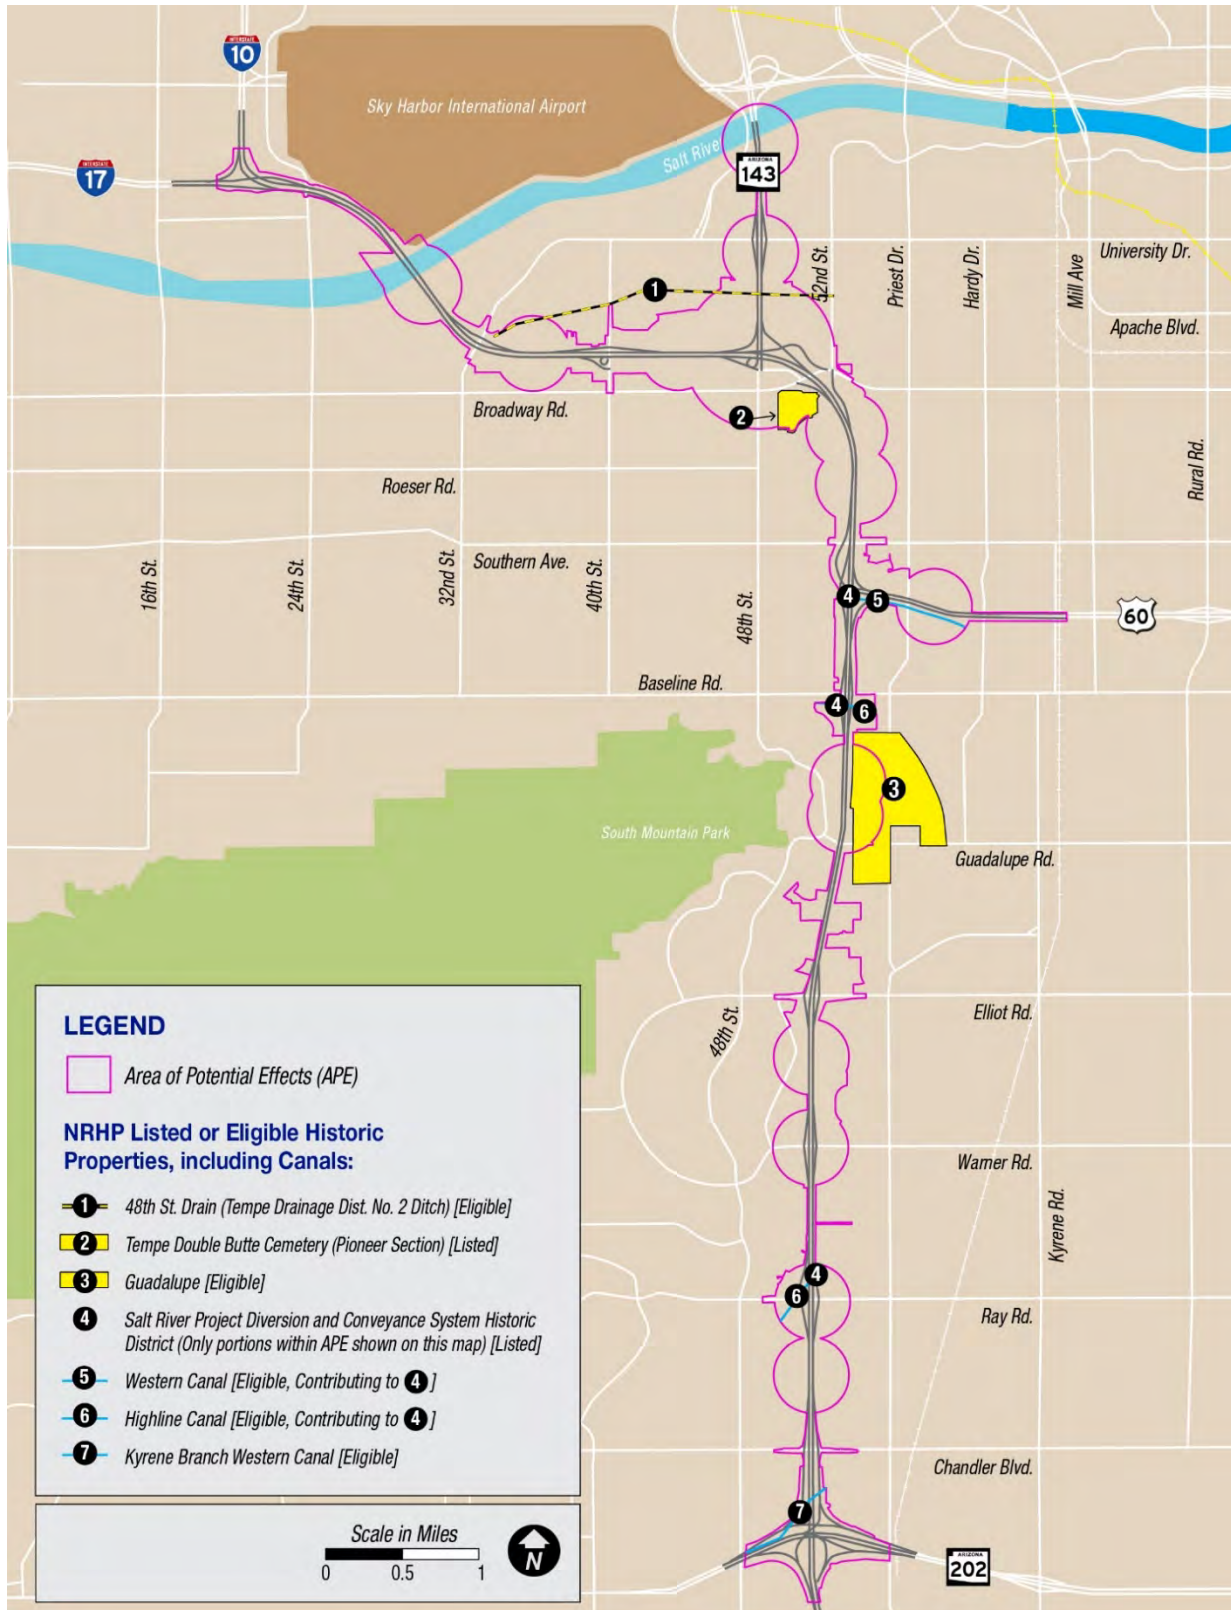 INTERSTATE
10
Sky Harbor International Airport
INTERSTATE
17
Salt River
ARIZONA
143
University Dr.
52nd St.
Priest Dr.
Hardy Dr.
Mill Ave
1
Apache Blvd.
Broadway Rd.
2
Rural Rd.
Roeser Rd.
16th St.
24th St.
32nd St.
Southern Ave.
40th St.
48th St.
4
5
60
Baseline Rd.
4
6
3
South Mountain Park
Guadalupe Rd.
48th St.
Elliot Rd.
Warner Rd.
Kyrene Rd.
4
6
Ray Rd.
Chandler Blvd.
7
ARIZONA
202
LEGEND
Area of Potential Effects (APE)
NRHP Listed or Eligible Historic
Properties, including Canals:
1 48th St. Drain (Tempe Drainage Dist. No. 2 Ditch) [Eligible]
2 Tempe Double Butte Cemetery (Pioneer Section) [Listed]
3 Guadalupe [Eligible]
4 Salt River Project Diversion and Conveyance System Historic
District (Only portions within APE shown on this map) [Listed]
5 Western Canal [Eligible, Contributing to 4 ]
6 Highline Canal [Eligible, Contributing to 4 ]
7 Kyrene Branch Western Canal [Eligible]
Scale in Miles
0 0.5 1
N